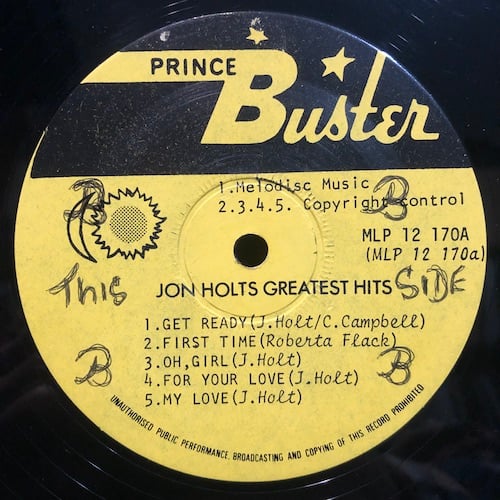 PRINCE
Buster
1.Melodisc Music
2.3.4.5. Copyright control
B B
MLP 12 170A
(MLP 12 170a)
This SIDE
JON HOLTS GREATEST HITS
1.GET READY(J.Holt/C.Campbell)
2.FIRST TIME(Roberta Flack)
3.OH,GIRL(J.Holt)
4.FOR YOUR LOVE(J.Holt)
5.MY LOVE(J.Holt)
B B
UNAUTHORISED PUBLIC PERFORMANCE, BROADCASTING AND COPYING OF THIS RECORD PROHIBITED